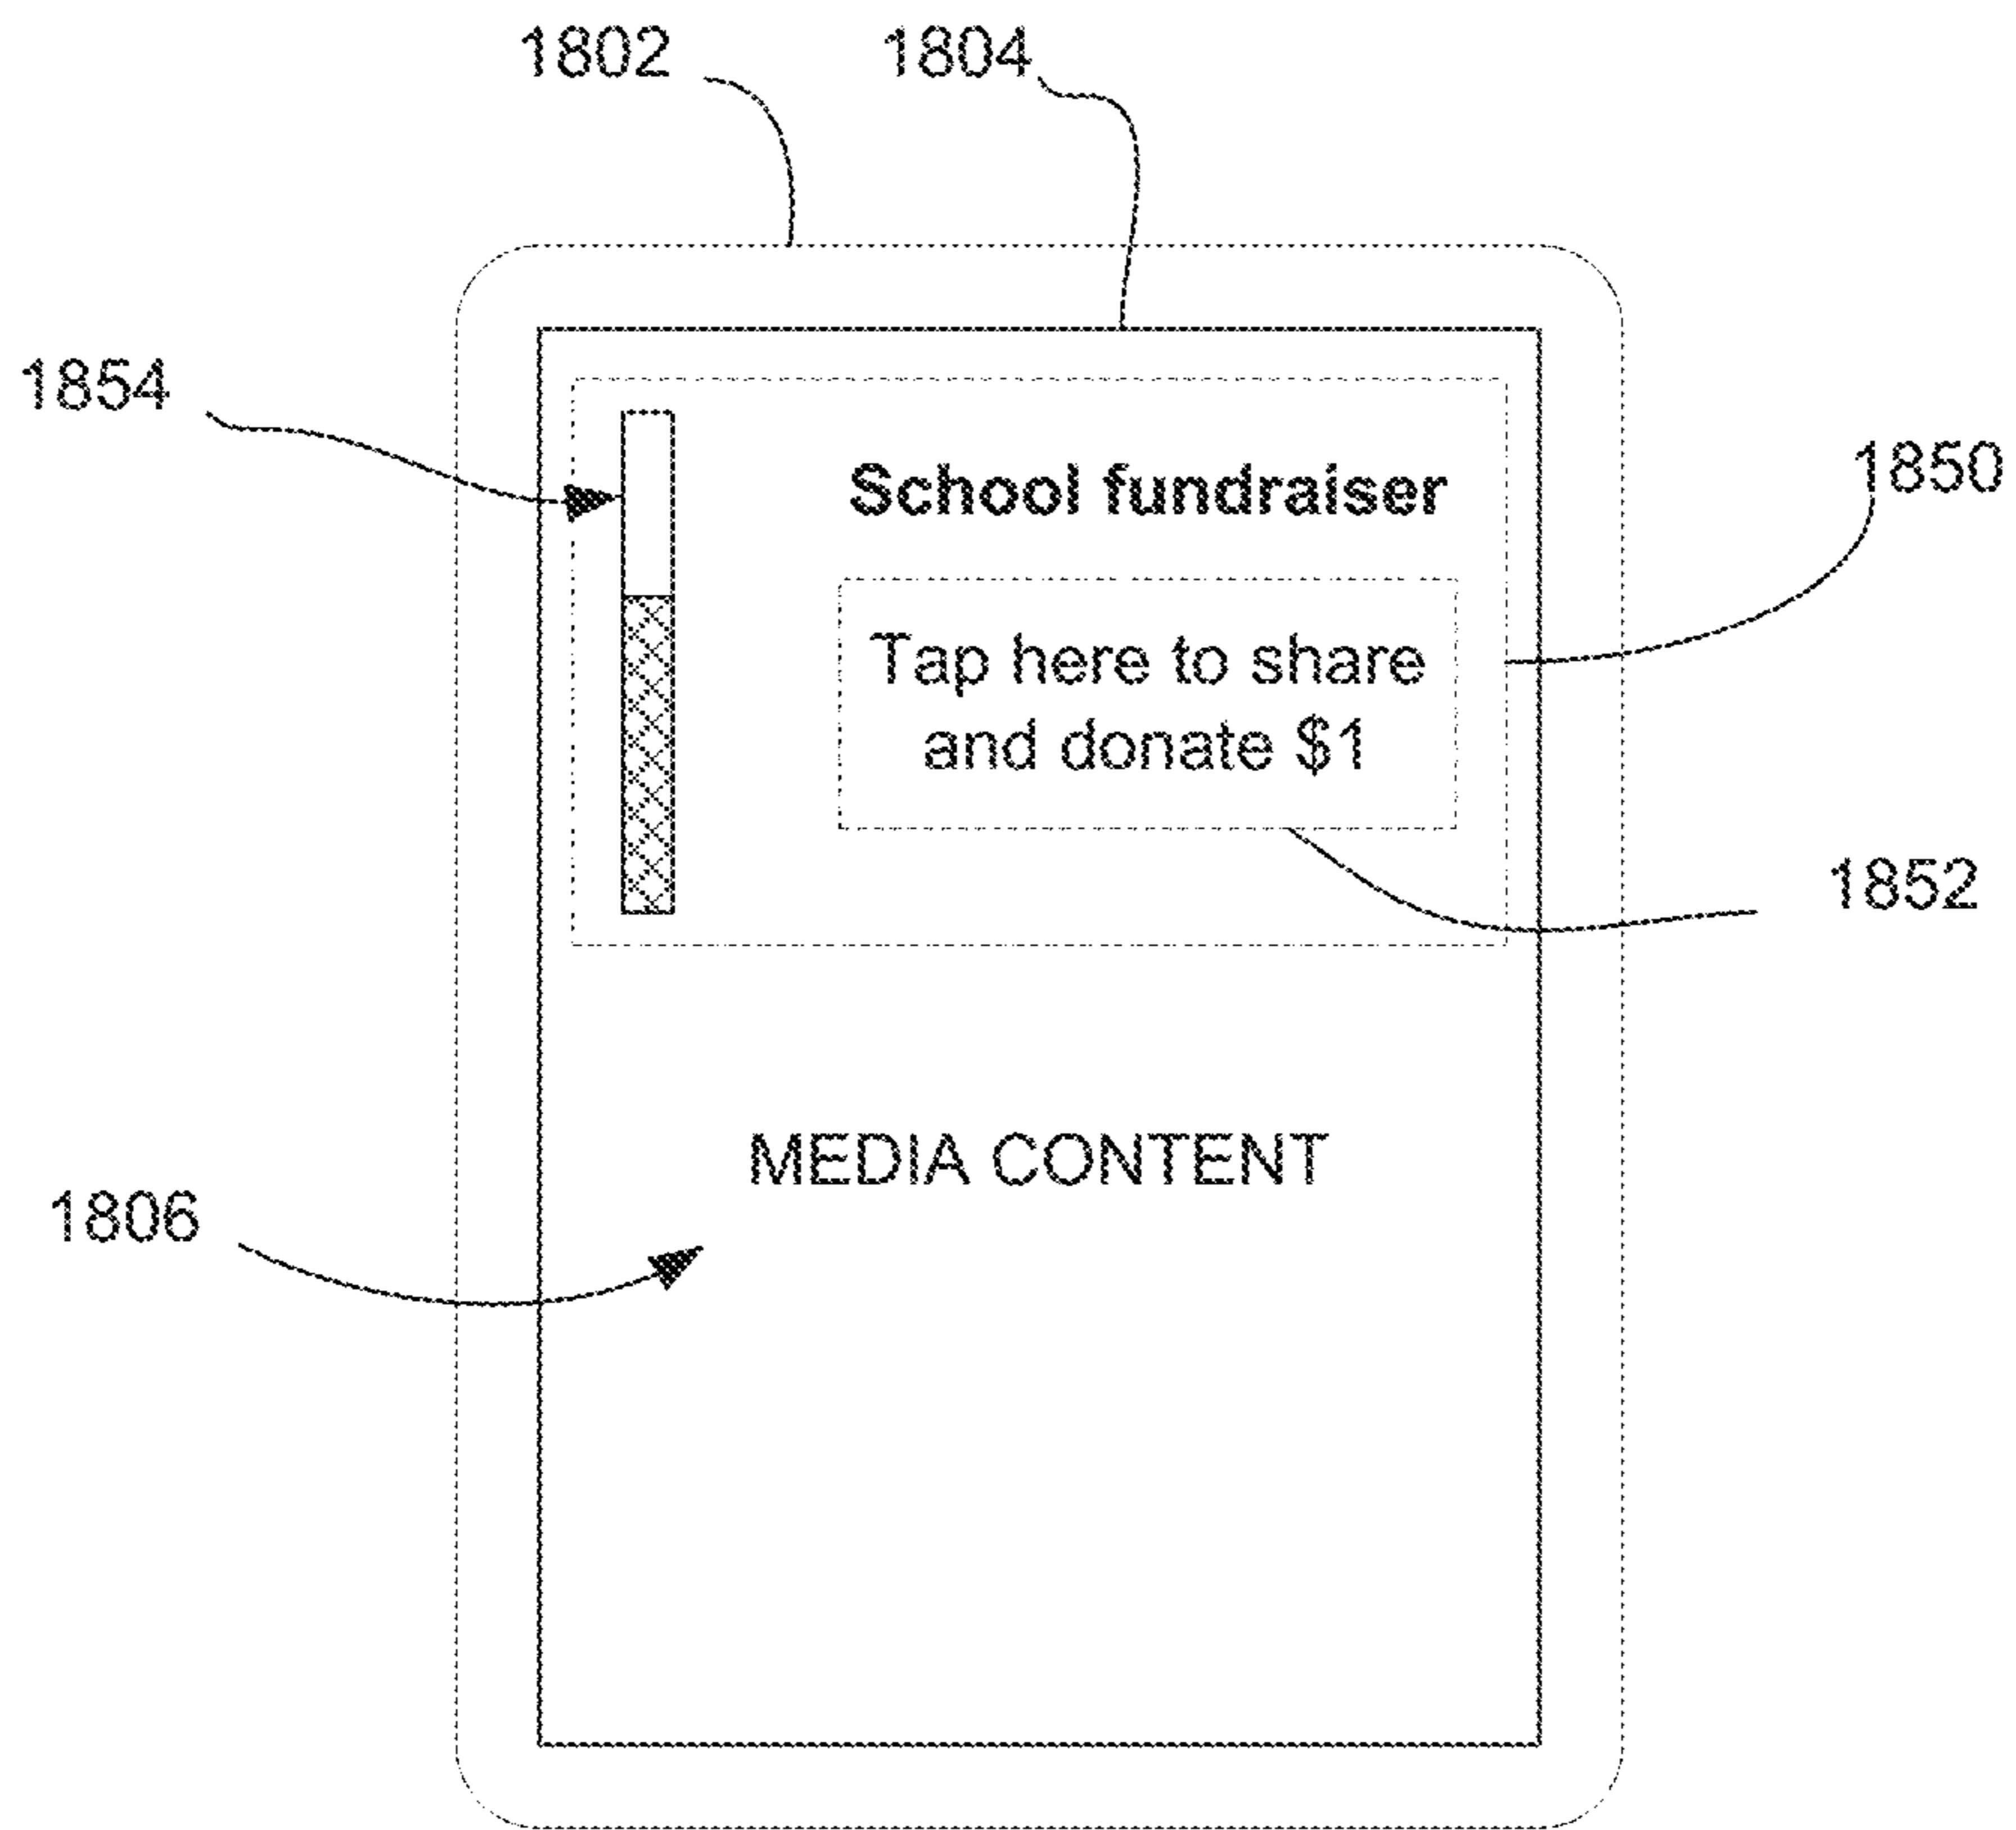 1802
1804
1854
School fundraiser
1850
Tap here to share
and donate $1
1852
MEDIA CONTENT
1806